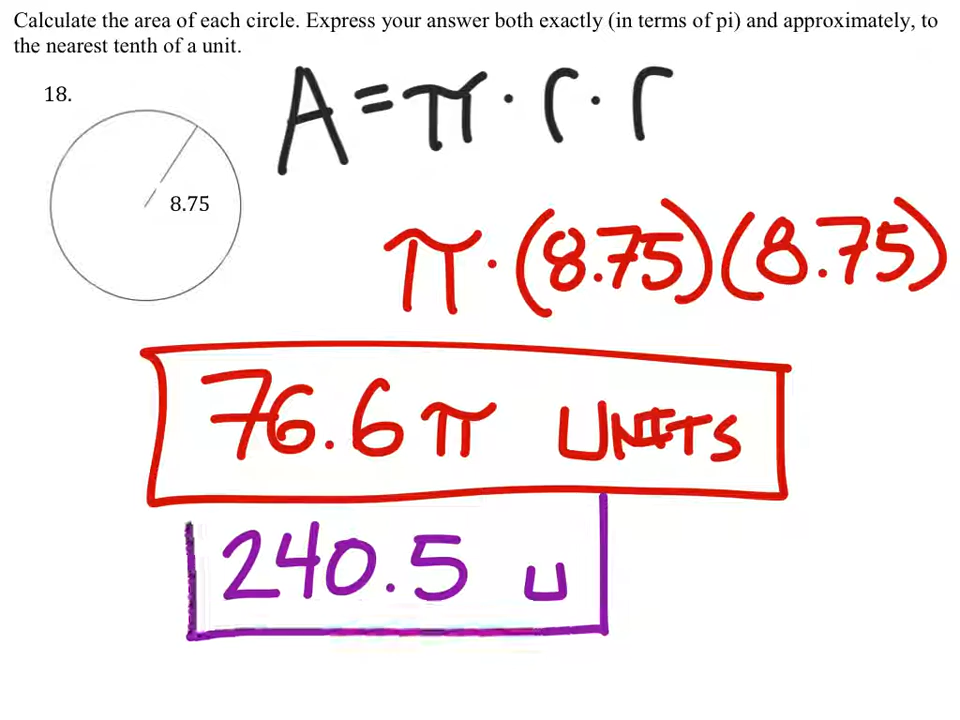 Calculate the area of each circle. Express your answer both exactly (in terms of pi) and approximately, to
the nearest tenth of a unit.
18.
A=π·r·r
8.75
π·(8.75)(8.75)
76.6π UNITS
240.5 u